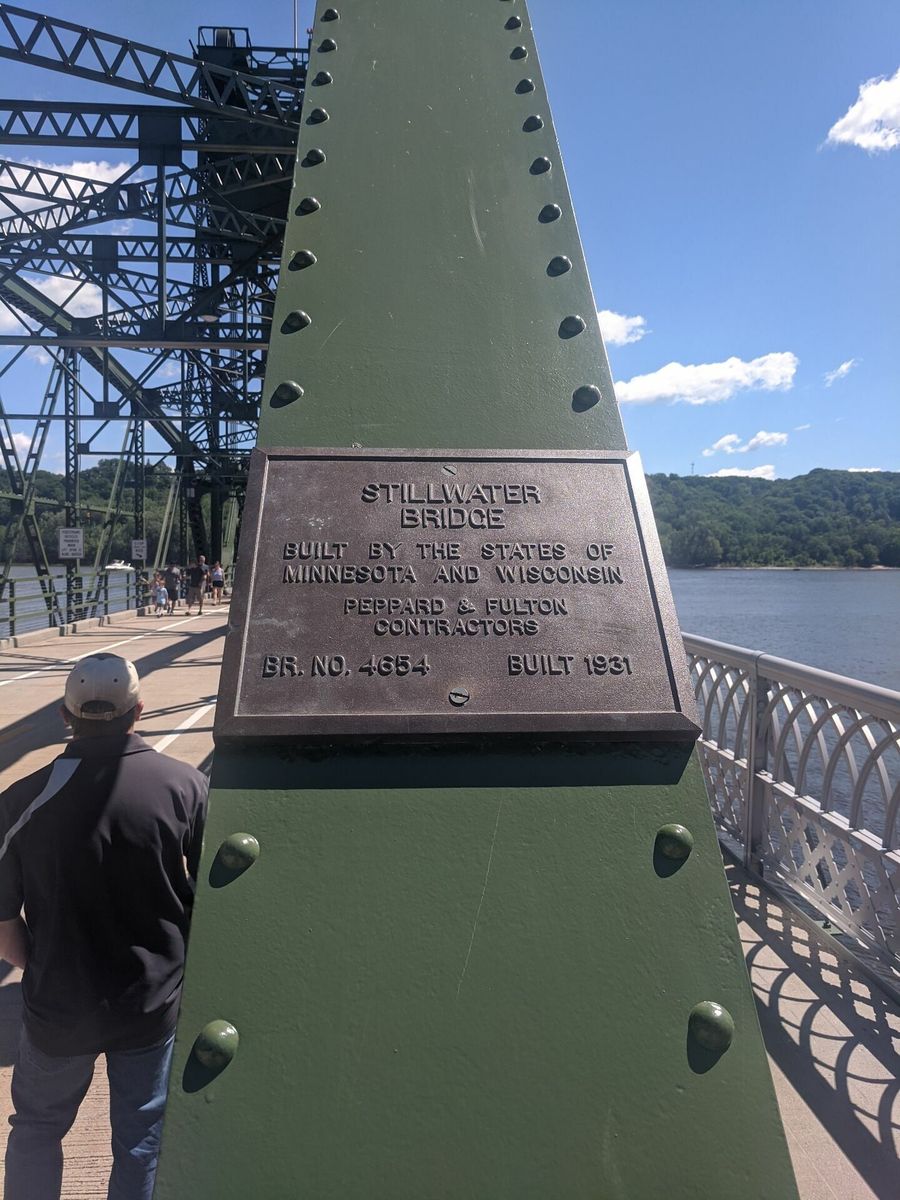 STILLWATER
BRIDGE
BUILT BY THE STATES OF
MINNESOTA AND WISCONSIN
PEPPARD & FULTON
CONTRACTORS
BR. NO. 4654 BUILT 1931